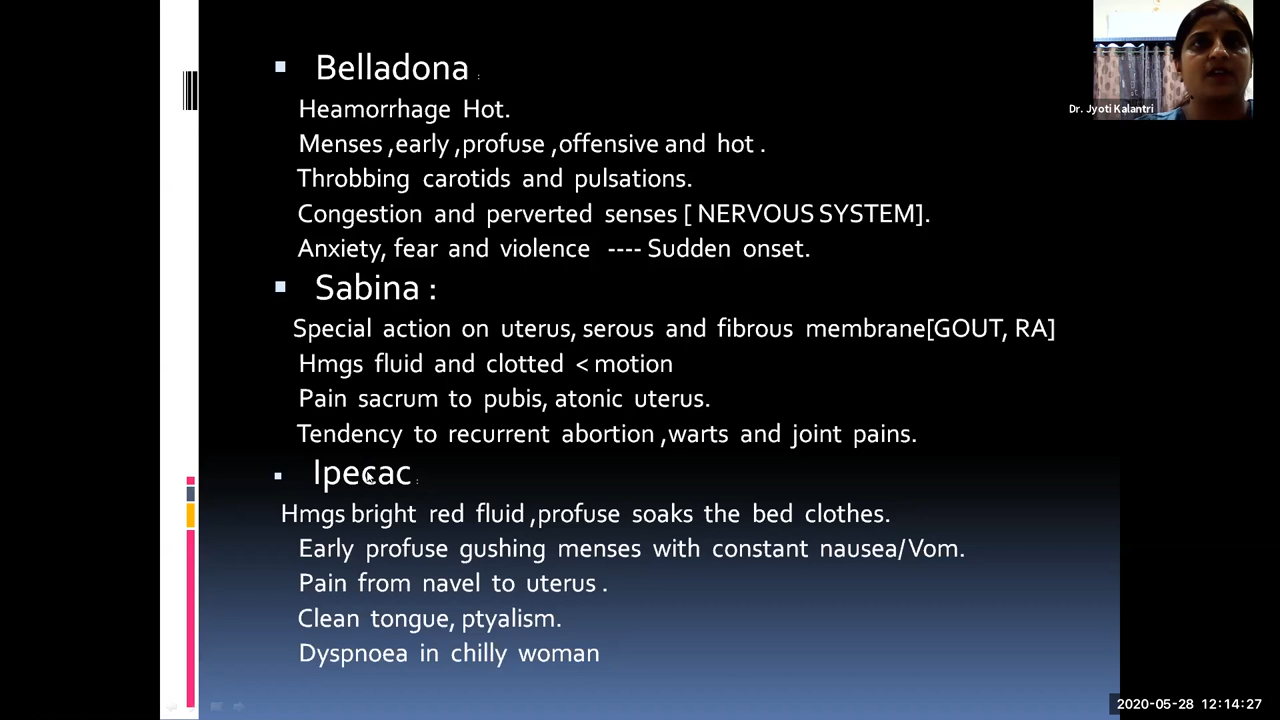 Belladona :
Heamorrhage Hot.
Menses ,early ,profuse ,offensive and hot .
Throbbing carotids and pulsations.
Congestion and perverted senses [ NERVOUS SYSTEM].
Anxiety, fear and violence ---- Sudden onset.
Sabina :
Special action on uterus, serous and fibrous membrane[GOUT, RA]
Hmgs fluid and clotted < motion
Pain sacrum to pubis, atonic uterus.
Tendency to recurrent abortion ,warts and joint pains.
Ipecac :
Hmgs bright red fluid ,profuse soaks the bed clothes.
Early profuse gushing menses with constant nausea/Vom.
Pain from navel to uterus .
Clean tongue, ptyalism.
Dyspnoea in chilly woman
Dr. Jyoti Kalantri
2020-05-28 12:14:27